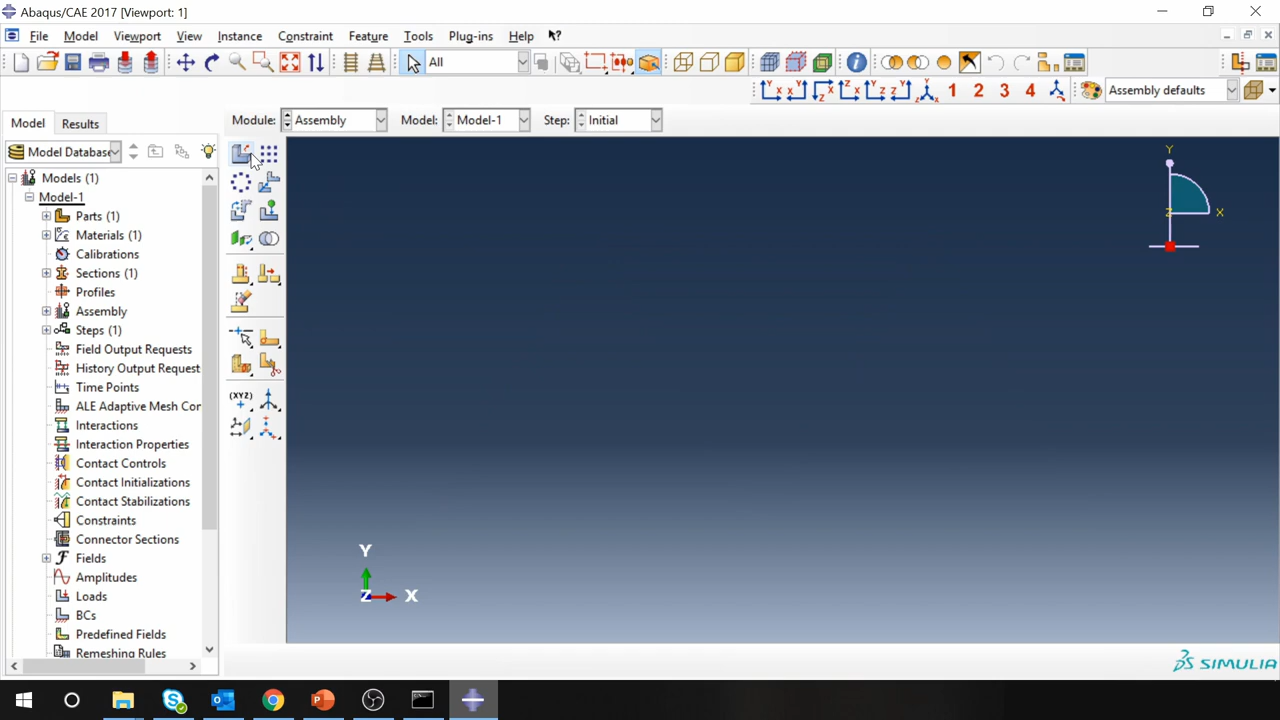 Abaqus/CAE 2017 [Viewport: 1]
File Model Viewport View Instance Constraint Feature Tools Plug-ins Help
All
1 2 3 4 Assembly defaults
Model Results
Module: Assembly Model: Model-1 Step: Initial
Model Databas
Models (1)
Model-1
Parts (1)
Materials (1)
Calibrations
Sections (1)
Profiles
Assembly
Steps (1)
Field Output Requests
History Output Request
Time Points
ALE Adaptive Mesh Con
Interactions
Interaction Properties
Contact Controls
Contact Initializations
Contact Stabilizations
Constraints
Connector Sections
Fields
Amplitudes
Loads
BCs
Predefined Fields
Remeshing Rules
(XYZ)
Y
Z X
Y
Z X
SIMULIA